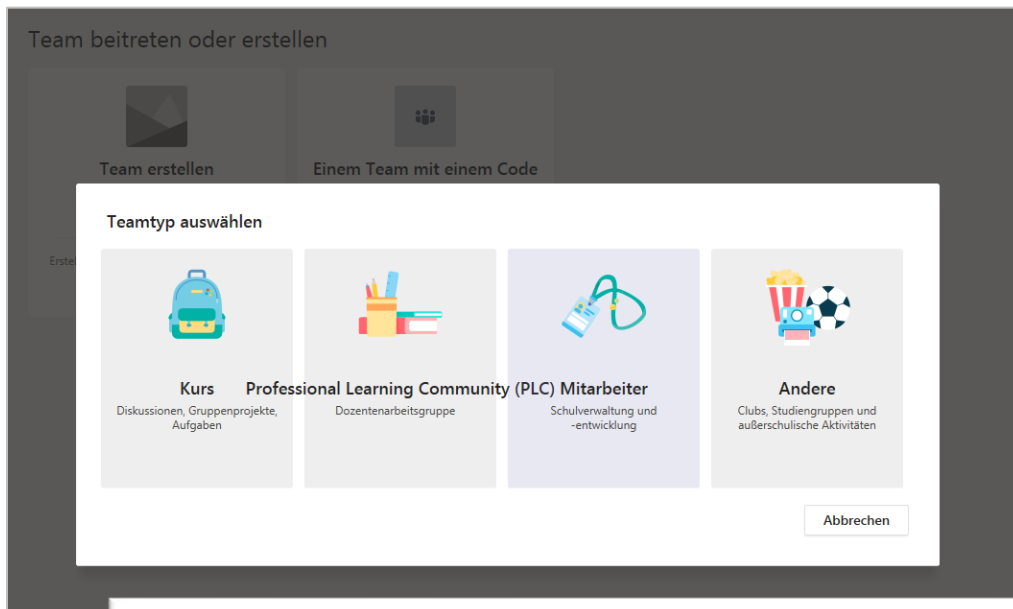 Team beitreten oder erstellen
Team erstellen
Einem Team mit einem Code
Erste
Teamtyp auswählen
Kurs
Diskussionen, Gruppenprojekte,
Aufgaben
Professional Learning Community (PLC)
Dozentenarbeitsgruppe
Mitarbeiter
Schulverwaltung und
-entwicklung
Andere
Clubs, Studiengruppen und
außerschulische Aktivitäten
Abbrechen